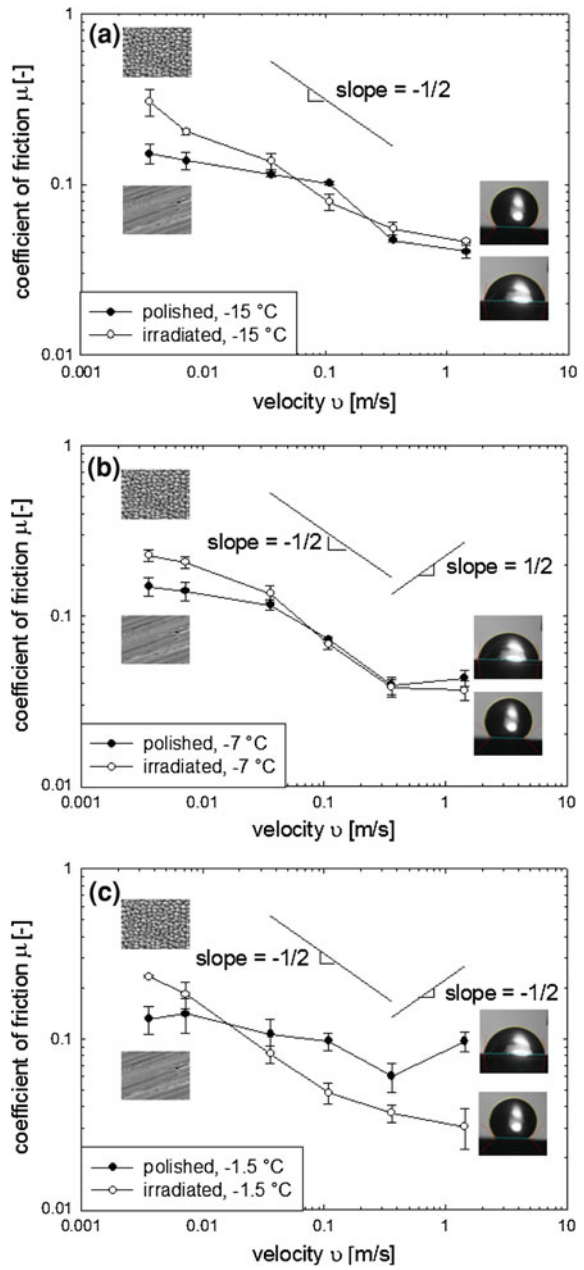 (a)
coefficient of friction μ [-]
1
0.1
0.01
slope = -1/2
polished, -15 °C
irradiated, -15 °C
0.001
0.01
0.1
1
10
velocity υ [m/s]
(b)
coefficient of friction μ [-]
1
0.1
0.01
slope = -1/2
slope = 1/2
polished, -7 °C
irradiated, -7 °C
0.001
0.01
0.1
1
10
velocity υ [m/s]
(c)
coefficient of friction μ [-]
1
0.1
0.01
slope = -1/2
slope = -1/2
polished, -1.5 °C
irradiated, -1.5 °C
0.001
0.01
0.1
1
10
velocity υ [m/s]